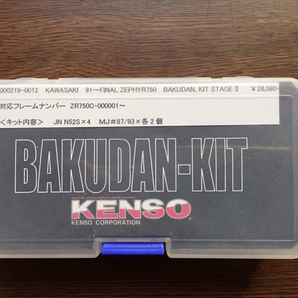 000219-0012 KAWASAKI 91～FINAL ZEPHYR750 BAKUDAN, KIT STAGE II ￥28,080-
対応フレームナンバー ZR750C-000001～
＜キット内容＞ JN N52S×4 MJ＃87/93×各2個
BAKUDAN-KIT
KENSO
KENSO CORPORATION